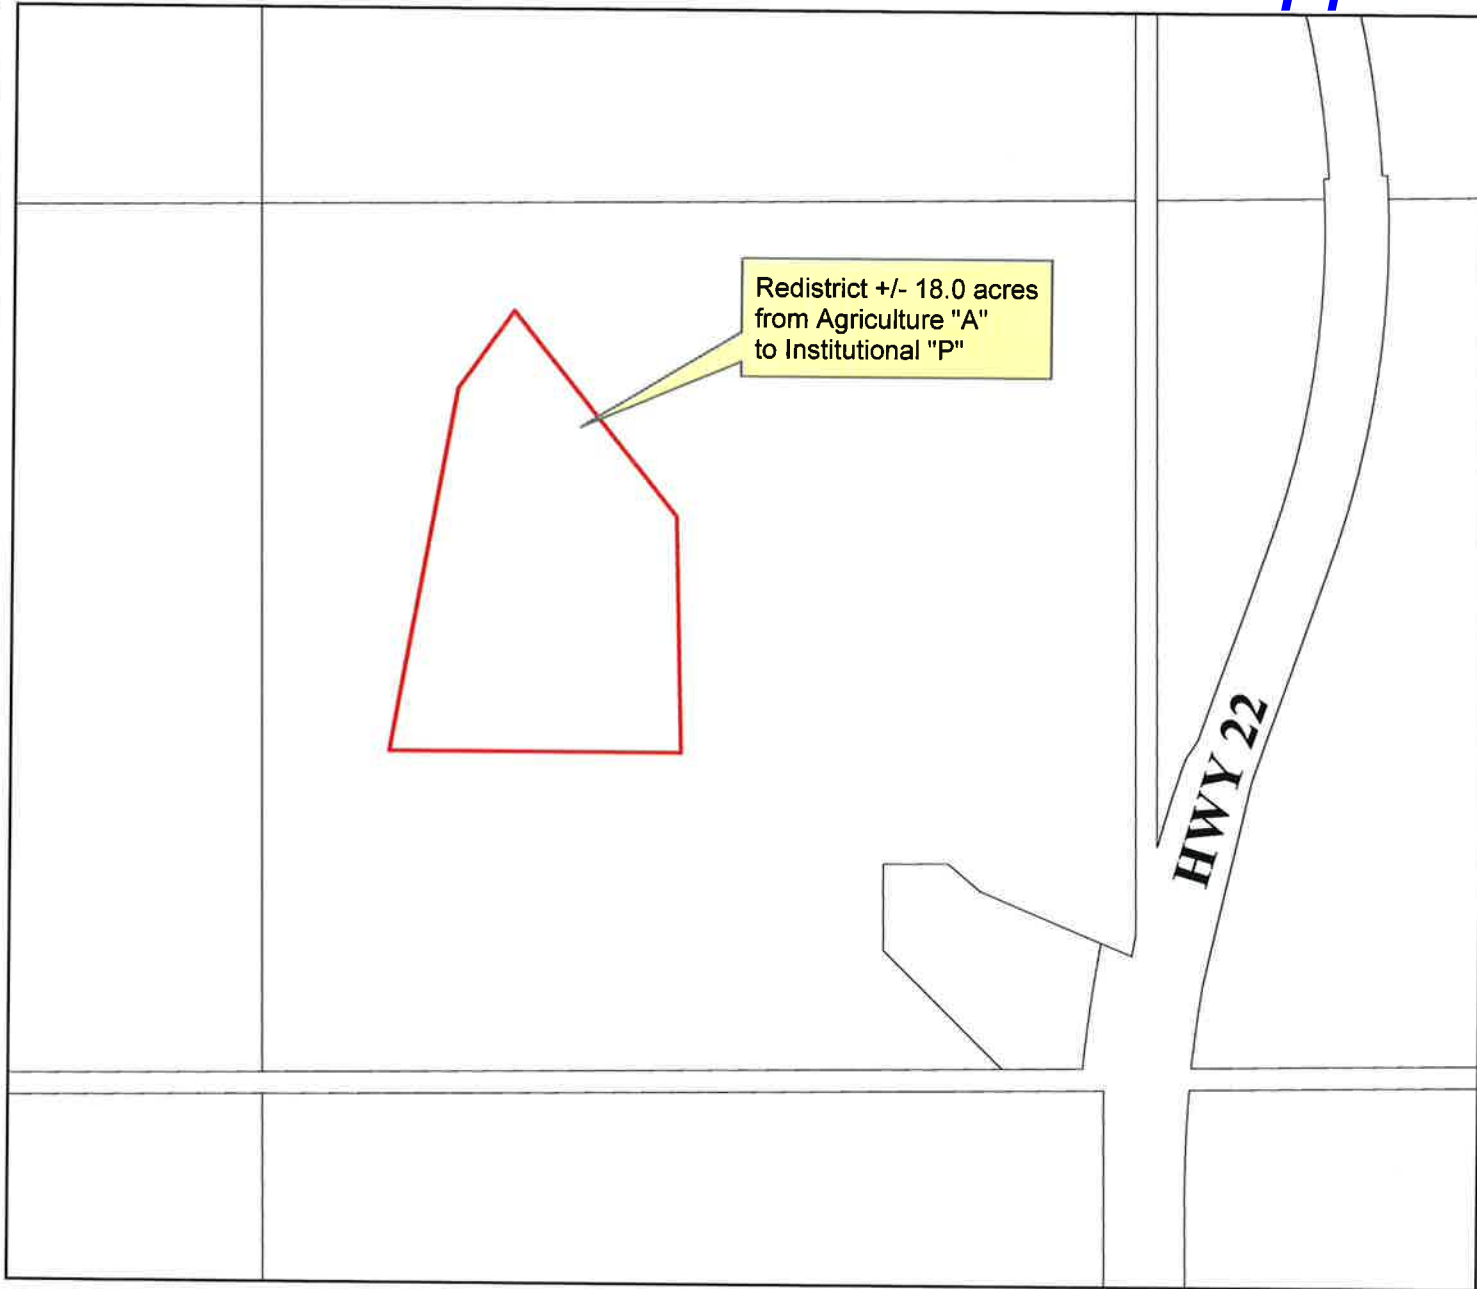 Redistrict +/- 18.0 acres
from Agriculture "A"
to Institutional "P"
HWY 22